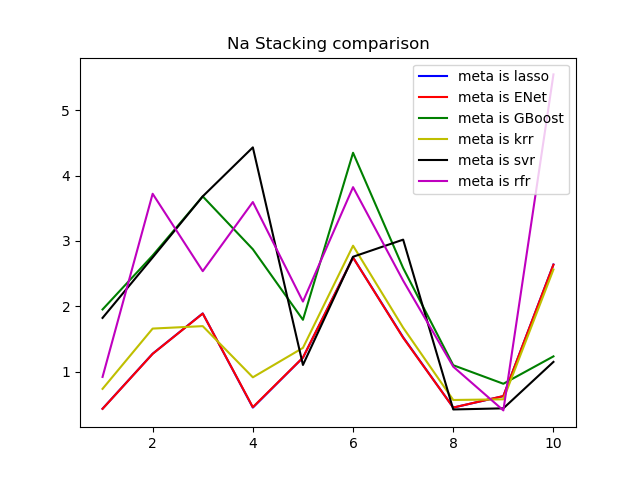 Na Stacking comparison
meta is lasso
meta is ENet
meta is GBoost
meta is krr
meta is svr
meta is rfr
5
4
3
2
1
2 4 6 8 10